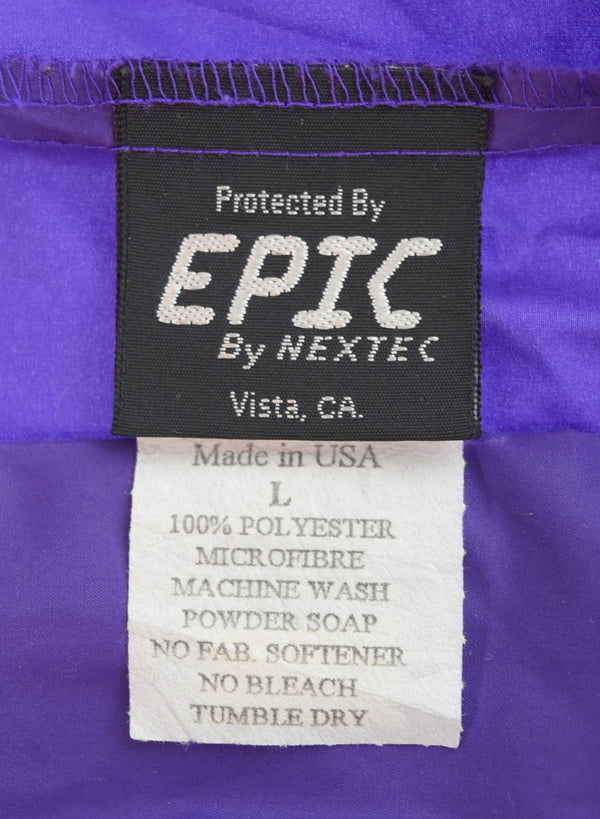 Protected By
EPIC
By NEXTEC
Vista, CA.
Made in USA
L
100% POLYESTER
MICROFIBRE
MACHINE WASH
POWDER SOAP
NO FAB. SOFTENER
NO BLEACH
TUMBLE DRY